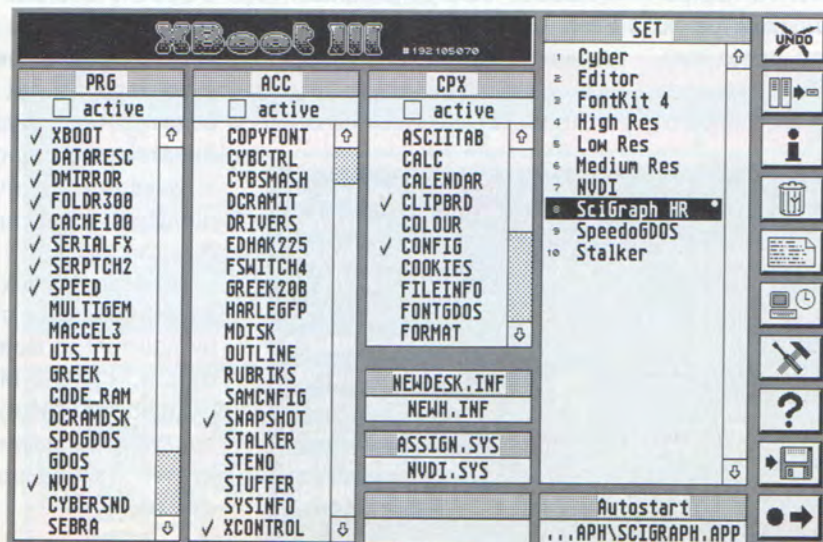 XBoot III
#192105070
PRG
active
✓ XBOOT
✓ DATARESC
✓ DMIRROR
✓ FOLDR300
✓ CACHE100
✓ SERIALFX
✓ SERPTCH2
✓ SPEED
MULTIGEM
MACCEL3
UIS_III
GREEK
CODE_RAM
DCRAMDSK
SPDGDOS
GDOS
✓ NVDI
CYBERSND
SEBRA
ACC
active
COPYFONT
CYBCTRL
CYBSMASH
DCRAMIT
DRIVERS
EDHAK225
FSWITCH4
GREEK20B
HARLEGFP
MDISK
OUTLINE
RUBRIKS
SAMCNFIG
✓ SNAPSHOT
STALKER
STENO
STUFFER
SYSINFO
✓ XCONTROL
CPX
active
ASCIITAB
CALC
CALENDAR
✓ CLIPBRD
COLOUR
✓ CONFIG
COOKIES
FILEINFO
FONTGDOS
FORMAT
NEWDESK.INF
NEWH.INF
ASSIGN.SYS
NVDI.SYS
SET
1 Cyber
2 Editor
3 FontKit 4
4 High Res
5 Low Res
6 Medium Res
7 NVDI
8 SciGraph HR
9 SpeedoGDOS
10 Stalker
Autostart
...APH\SCIGRAPH.APP
UNDO
?